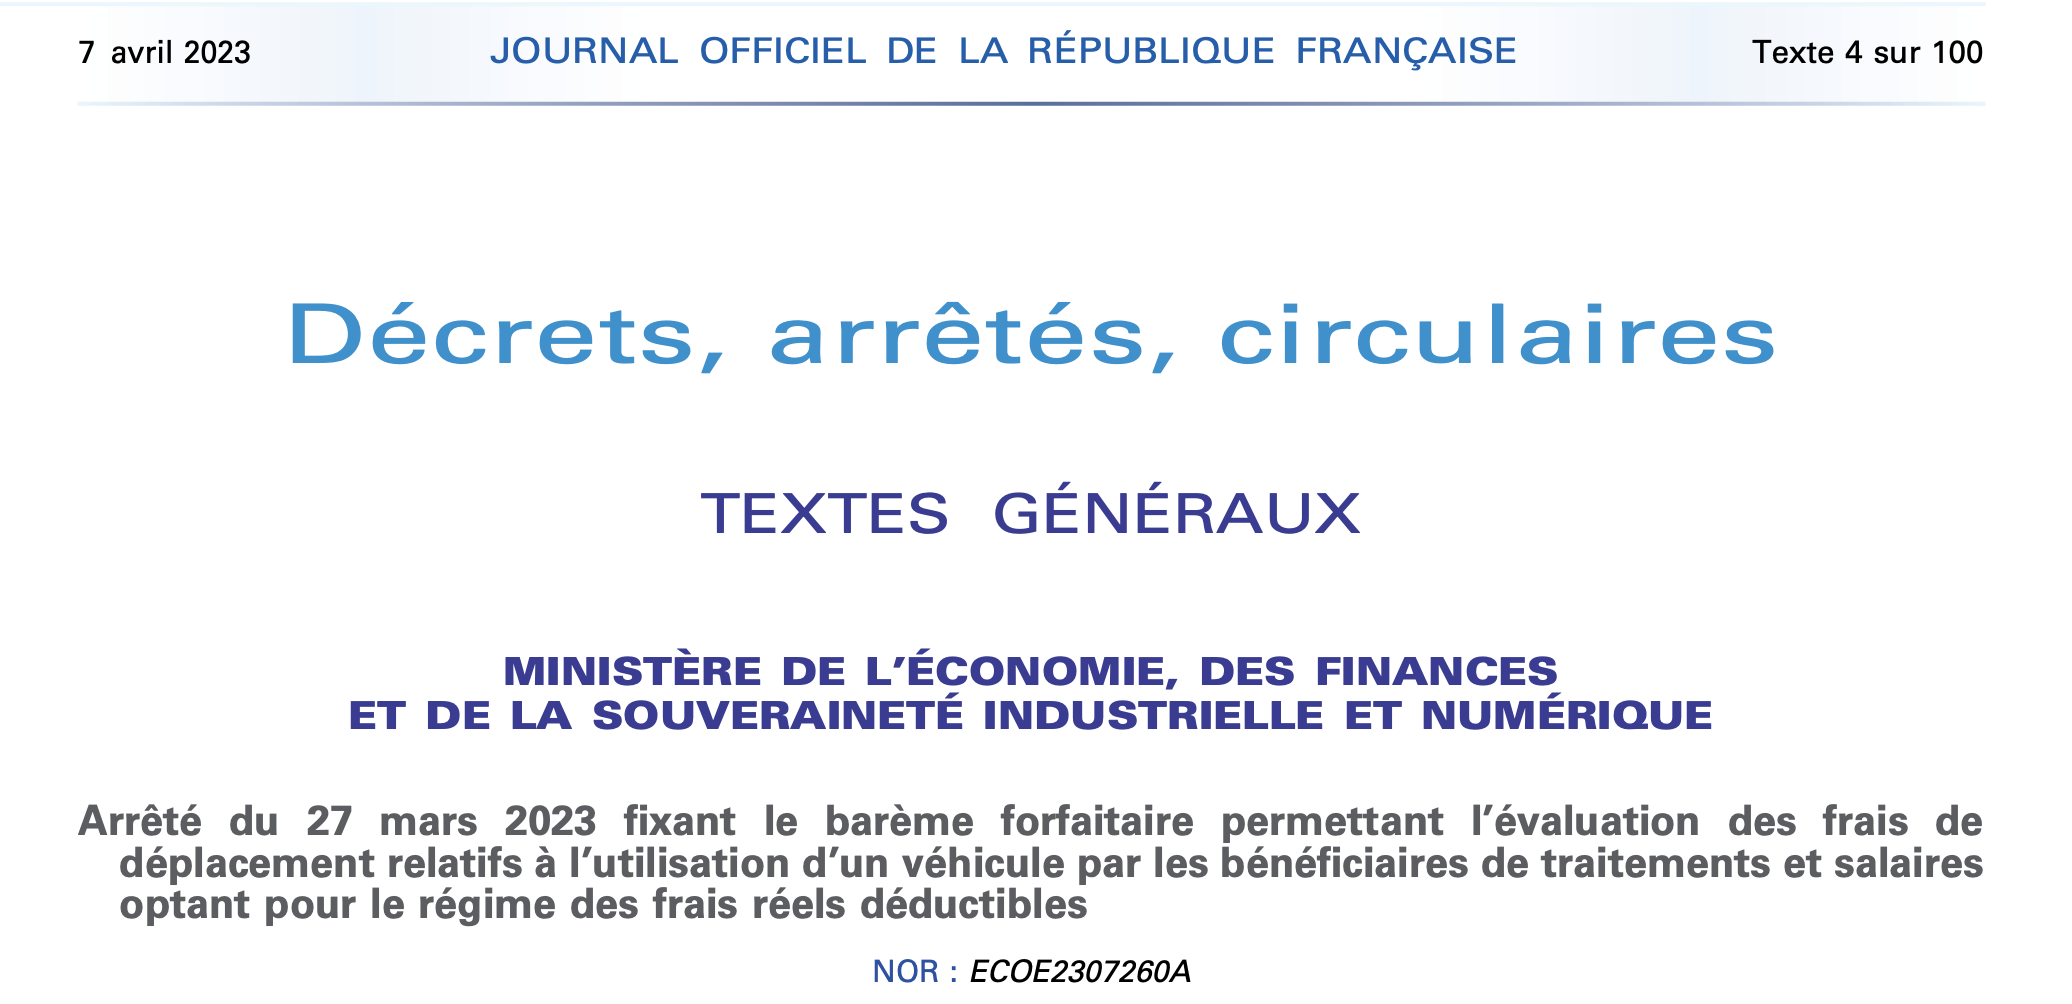 7 avril 2023
JOURNAL OFFICIEL DE LA RÉPUBLIQUE FRANÇAISE
Texte 4 sur 100
Décrets, arrêtés, circulaires
TEXTES GÉNÉRAUX
MINISTÈRE DE L’ÉCONOMIE, DES FINANCES
ET DE LA SOUVERAINETÉ INDUSTRIELLE ET NUMÉRIQUE
Arrêté du 27 mars 2023 fixant le barème forfaitaire permettant l’évaluation des frais de
déplacement relatifs à l’utilisation d’un véhicule par les bénéficiaires de traitements et salaires
optant pour le régime des frais réels déductibles
NOR : ECOE2307260A